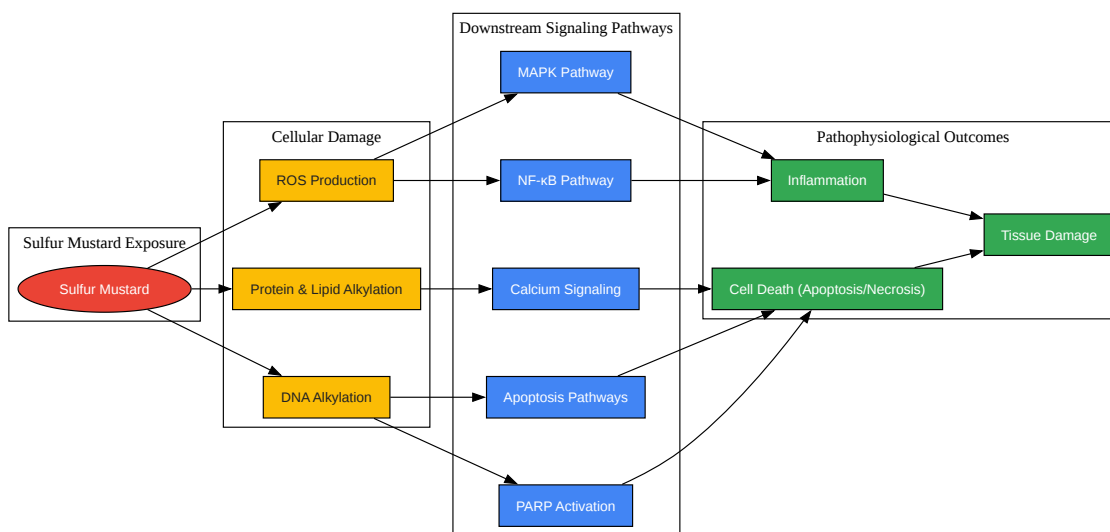 Downstream Signaling Pathways
MAPK Pathway
Cellular Damage
Pathophysiological Outcomes
ROS Production
NF-κB Pathway
Inflammation
Sulfur Mustard Exposure
Tissue Damage
Sulfur Mustard
Protein & Lipid Alkylation
Calcium Signaling
Cell Death (Apoptosis/Necrosis)
DNA Alkylation
Apoptosis Pathways
PARP Activation